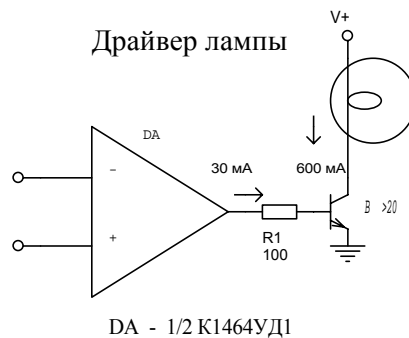 V+
Драйвер лампы
DA
30 мА
600 мА
−
+
R1
100
B >20
DA - 1/2 К1464УД1